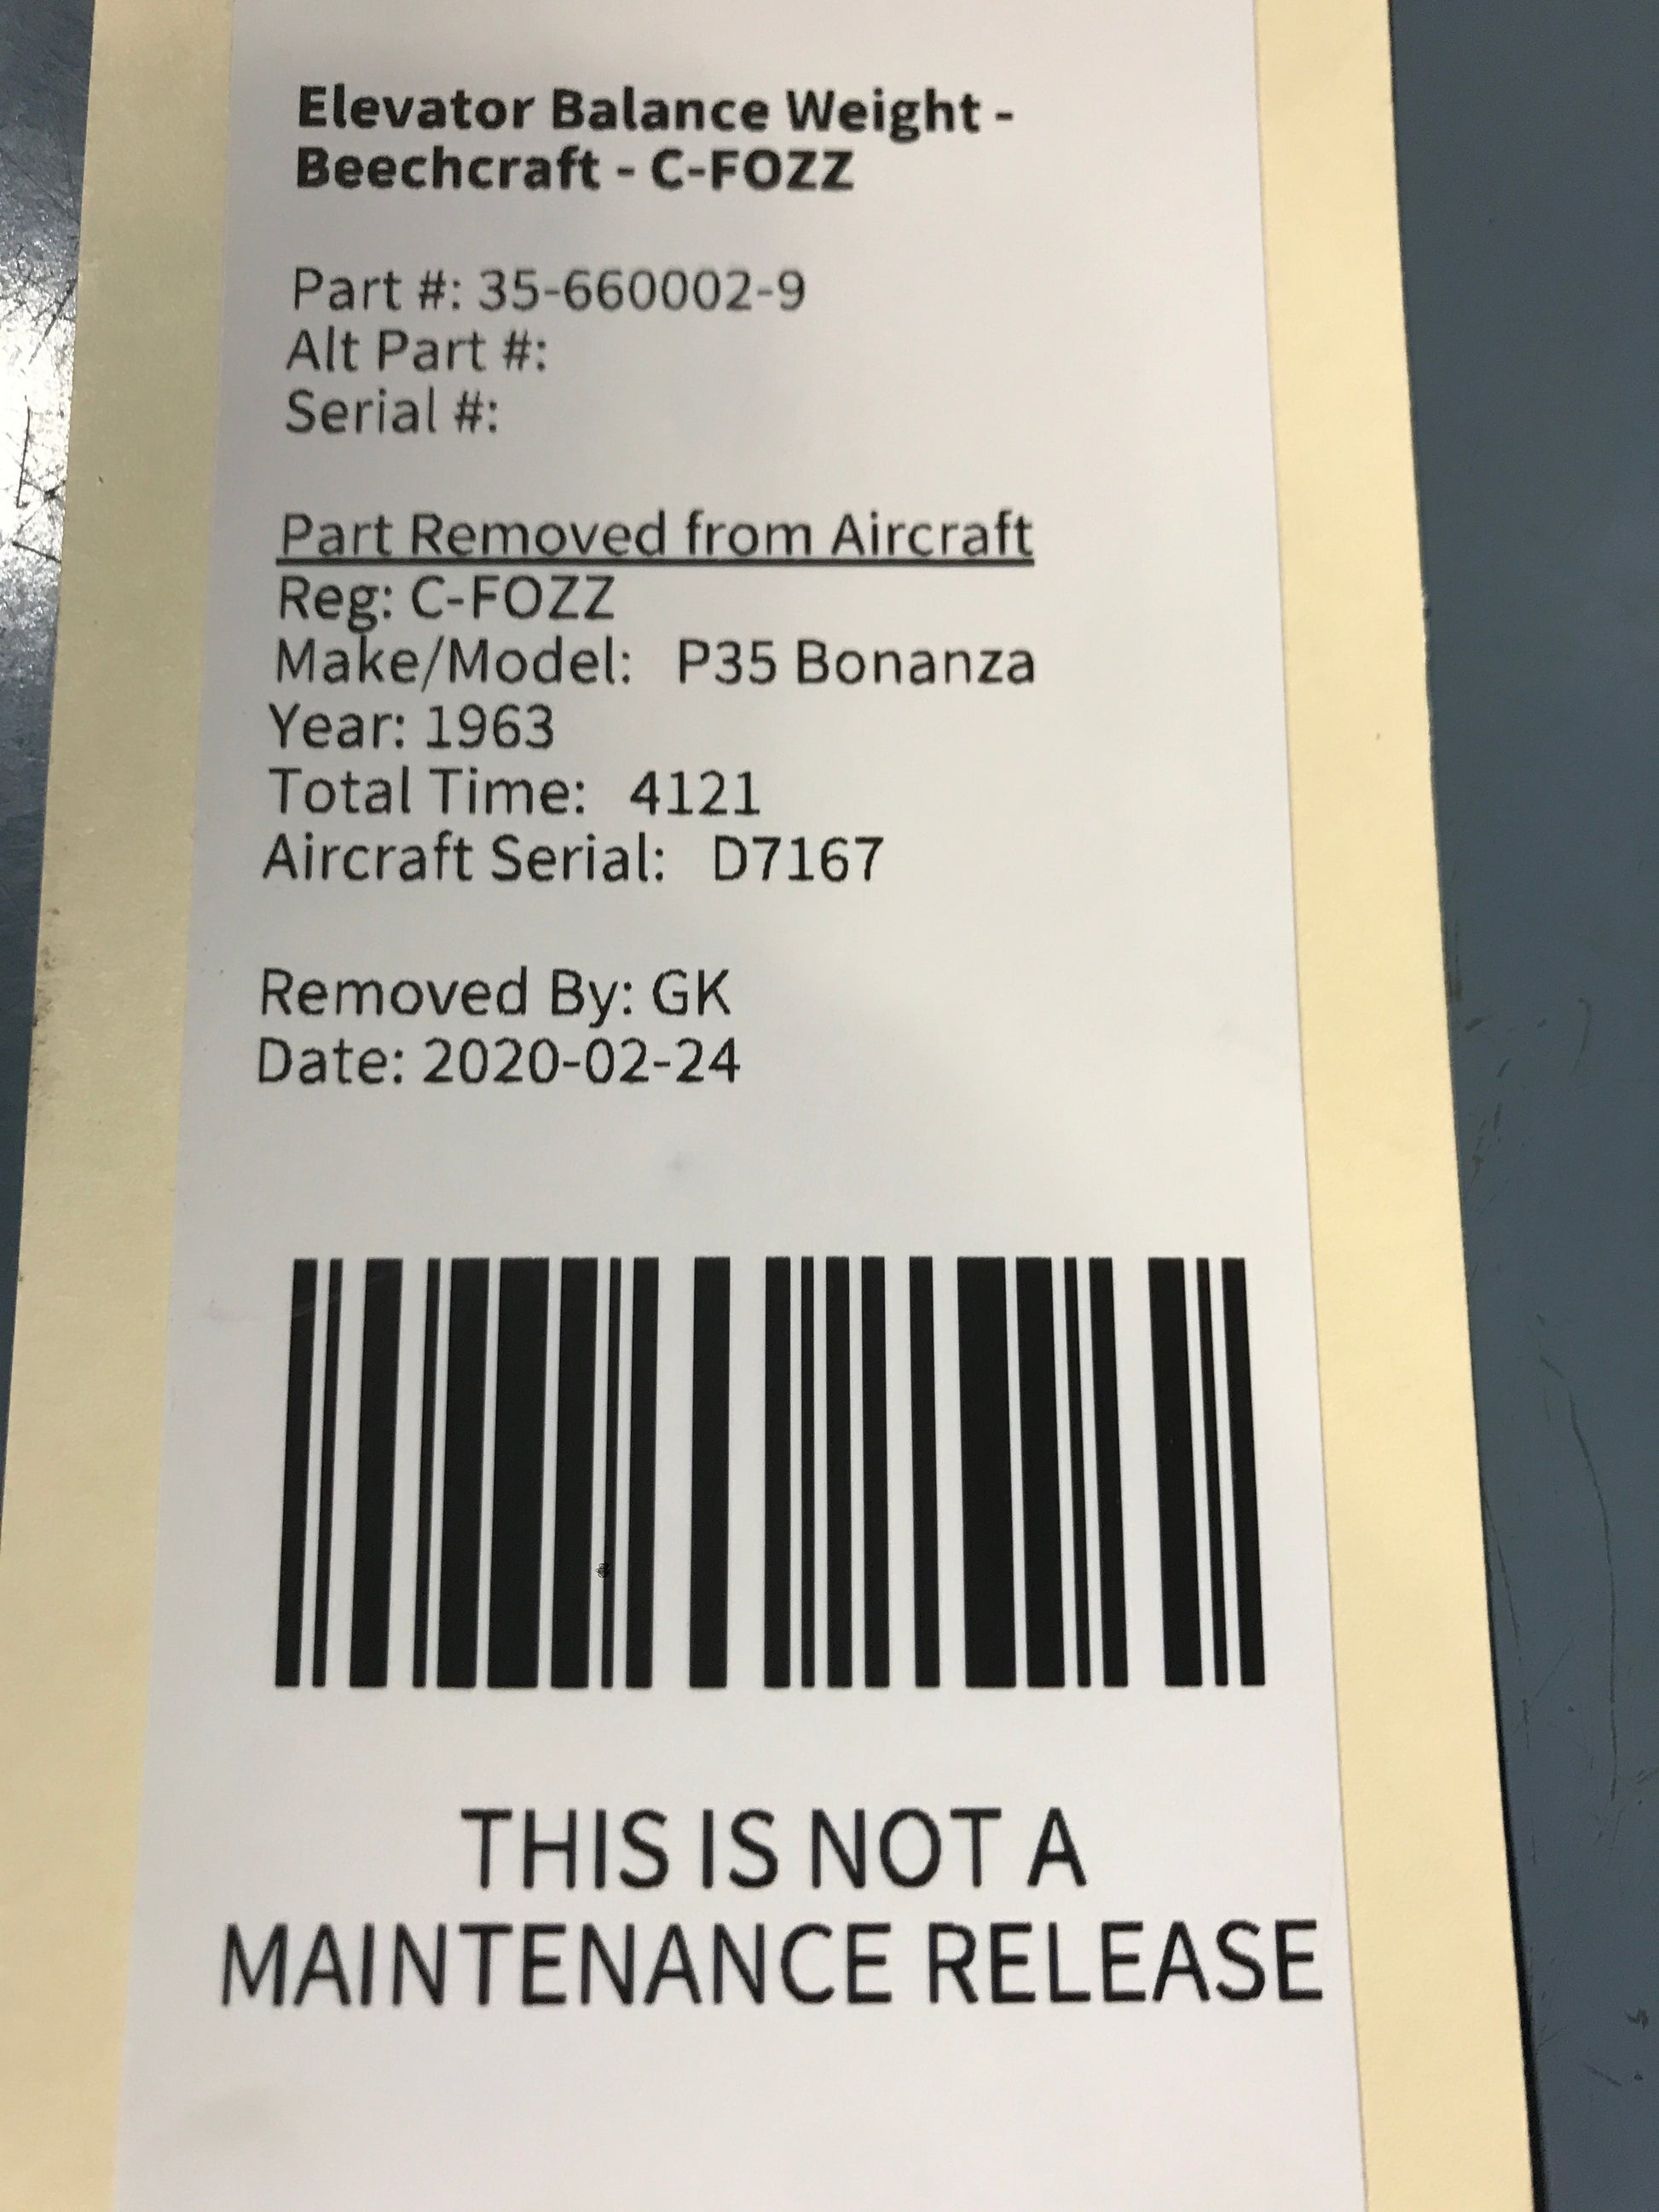 Elevator Balance Weight -
Beechcraft - C-FOZZ
Part #: 35-660002-9
Alt Part #:
Serial #:
Part Removed from Aircraft
Reg: C-FOZZ
Make/Model: P35 Bonanza
Year: 1963
Total Time: 4121
Aircraft Serial: D7167
Removed By: GK
Date: 2020-02-24
THIS IS NOT A
MAINTENANCE RELEASE